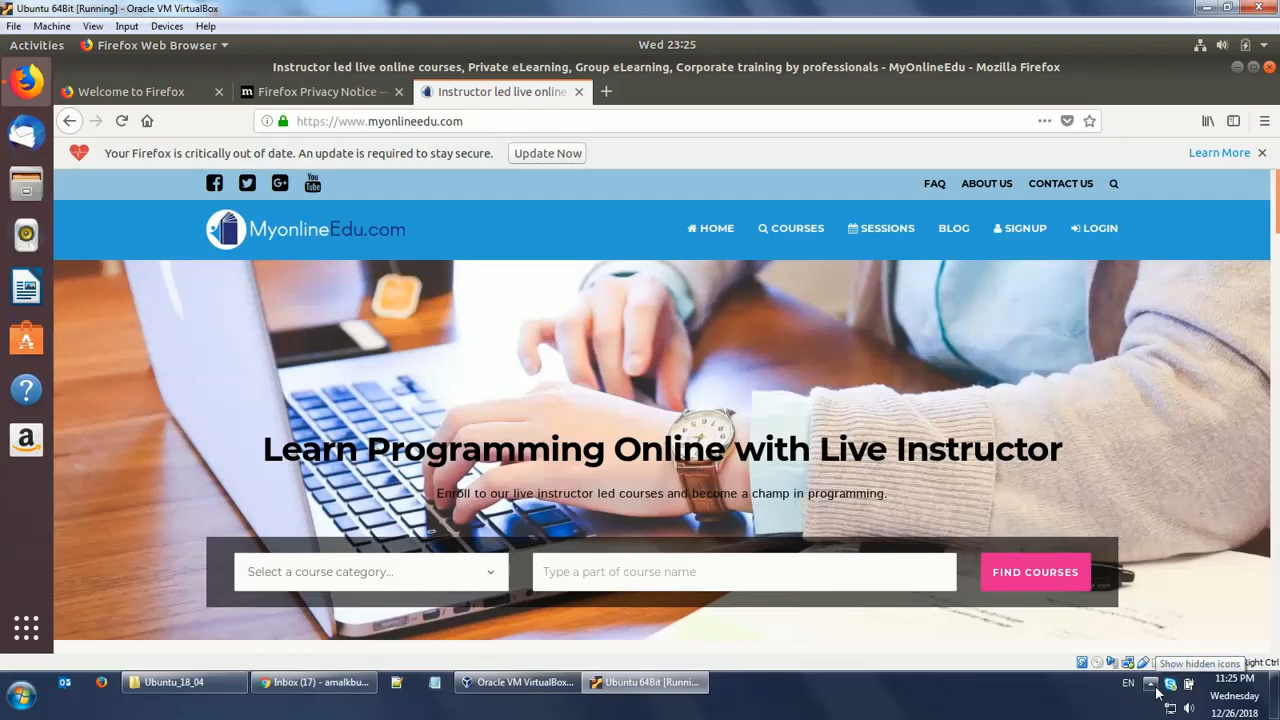 Ubuntu 64Bit [Running] - Oracle VM VirtualBox
File Machine View Input Devices Help
Activities Firefox Web Browser Wed 23:25
Instructor led live online courses, Private eLearning, Group eLearning, Corporate training by professionals - MyOnlineEdu - Mozilla Firefox
Welcome to Firefox Firefox Privacy Notice — Instructor led live online
https://www.myonlineedu.com
Your Firefox is critically out of date. An update is required to stay secure. Update Now Learn More
You Tube FAQ ABOUT US CONTACT US
MyonlineEdu.com HOME COURSES SESSIONS BLOG SIGNUP LOGIN
Learn Programming Online with Live Instructor
Enroll to our live instructor led courses and become a champ in programming.
Select a course category... Type a part of course name FIND COURSES
Show hidden icons ight Ctrl
Ubuntu_18_04 Inbox (17) - amalkbu... Oracle VM VirtualBox... Ubuntu 64Bit [Runni... EN 11:25 PM
Wednesday
12/26/2018